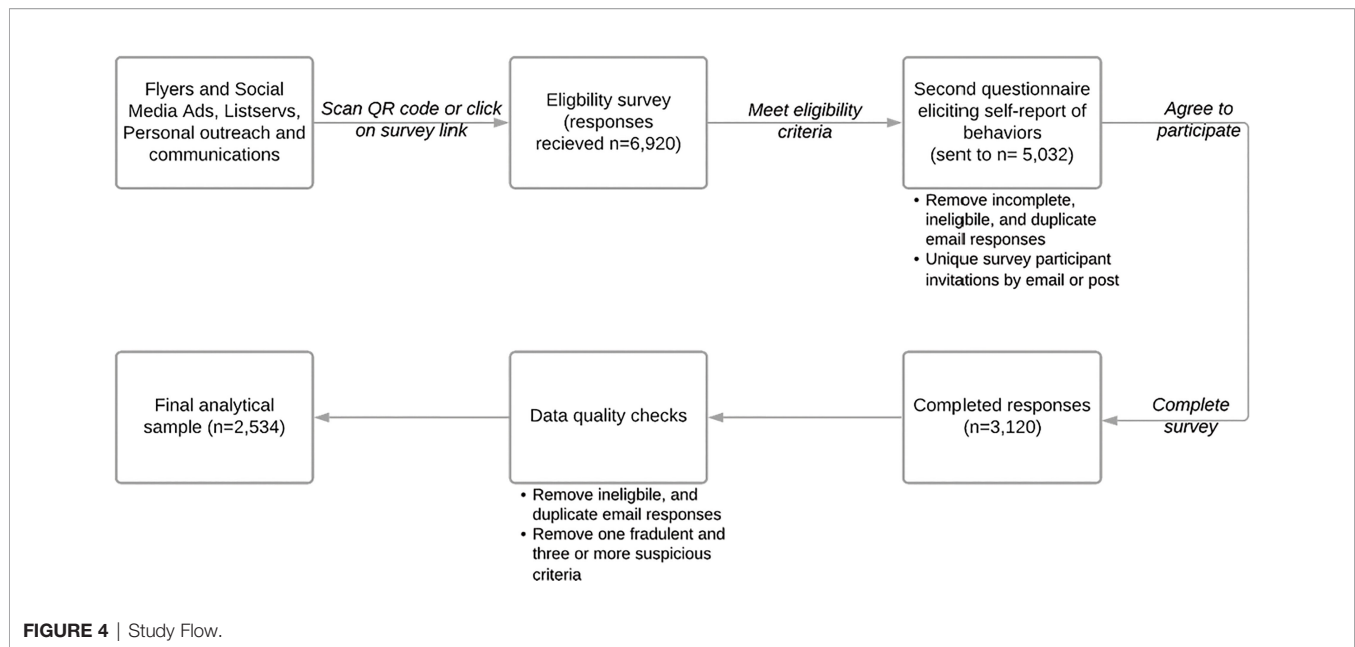 Flyers and Social
Media Ads, Listservs,
Personal outreach and
communications
Scan QR code or click
on survey link
Eligbility survey
(responses
recieved n=6,920)
Meet eligibility
criteria
Second questionnaire
eliciting self-report of
behaviors
(sent to n= 5,032)
• Remove incomplete,
ineligbile, and duplicate
email responses
• Unique survey participant
invitations by email or post
Agree to
participate
Complete
survey
Completed responses
(n=3,120)
Data quality checks
• Remove ineligbile, and
duplicate email responses
• Remove one fradulent and
three or more suspicious
criteria
Final analytical
sample (n=2,534)
FIGURE 4 | Study Flow.